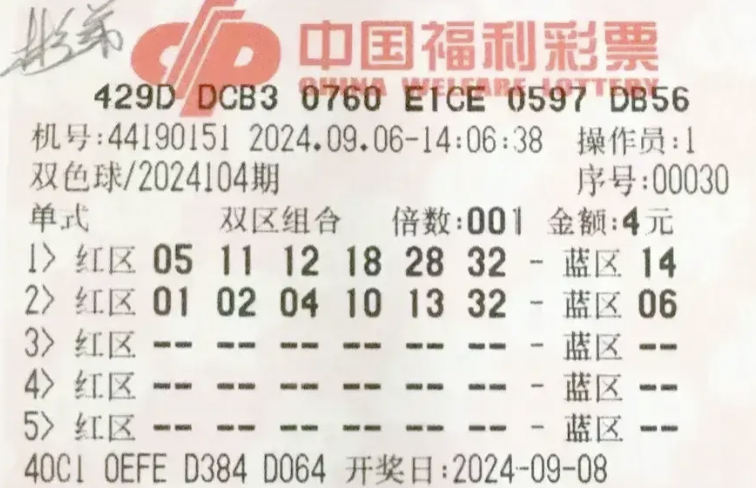 中国福利彩票
CHINA WELFARE LOTTERY
429D DCB3 0760 E1CE 0597 DB56
机号:44190151 2024.09.06-14:06:38 操作员:1
双色球/2024104期 序号:00030
单式 双区组合 倍数:001 金额:4元
1> 红区 05 11 12 18 28 32 - 蓝区 14
2> 红区 01 02 04 10 13 32 - 蓝区 06
3> 红区 -- -- -- -- -- -- - 蓝区 --
4> 红区 -- -- -- -- -- -- - 蓝区 --
5> 红区 -- -- -- -- -- -- - 蓝区 --
40C1 0EFE D384 D064 开奖日:2024-09-08